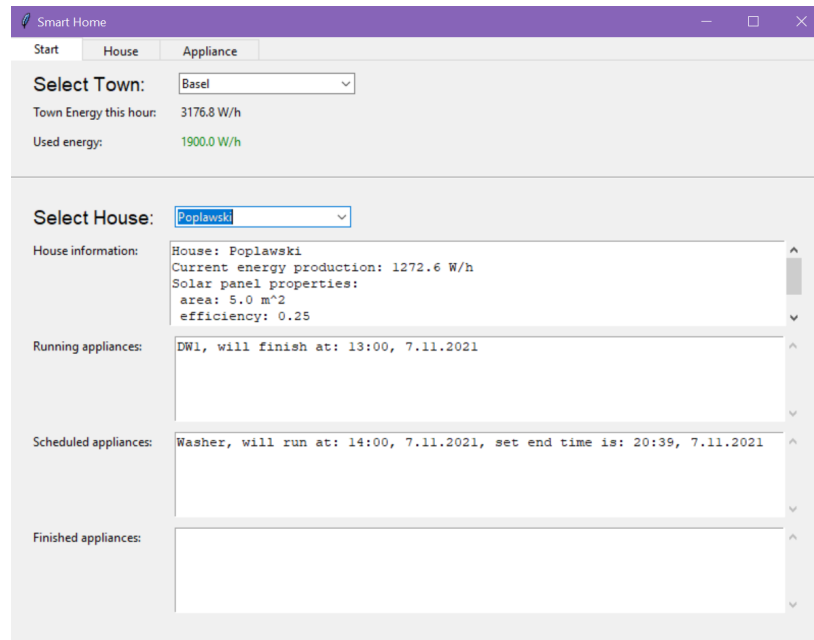 Smart Home
Start House Appliance
Select Town: Basel
Town Energy this hour: 3176.8 W/h
Used energy: 1900.0 W/h
Select House: Poplawski
House information:
House: Poplawski
Current energy production: 1272.6 W/h
Solar panel properties:
area: 5.0 m^2
efficiency: 0.25
Running appliances: DW1, will finish at: 13:00, 7.11.2021
Scheduled appliances: Washer, will run at: 14:00, 7.11.2021, set end time is: 20:39, 7.11.2021
Finished appliances: